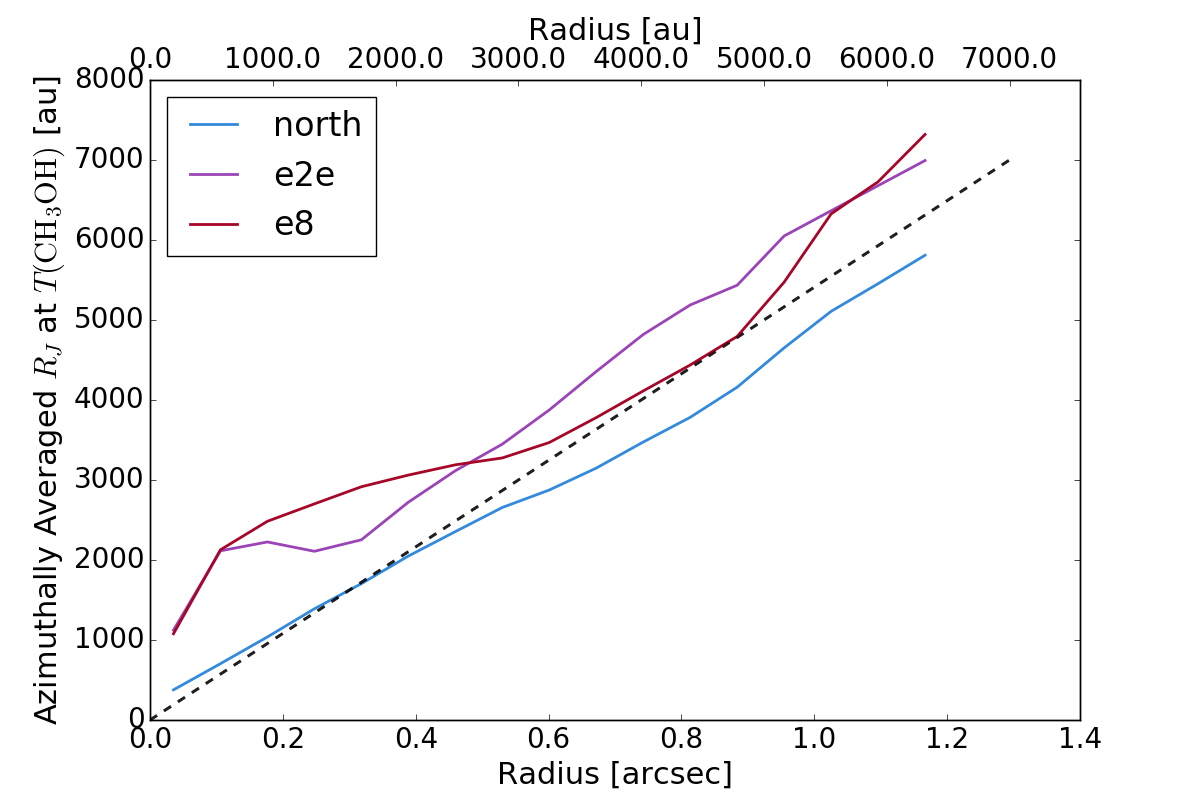 Radius [au]
0.0 1000.0 2000.0 3000.0 4000.0 5000.0 6000.0 7000.0
8000
7000
6000
5000
4000
3000
2000
1000
0
Azimuthally Averaged R_J at T(CH_3OH) [au]
north
e2e
e8
0.0 0.2 0.4 0.6 0.8 1.0 1.2 1.4
Radius [arcsec]